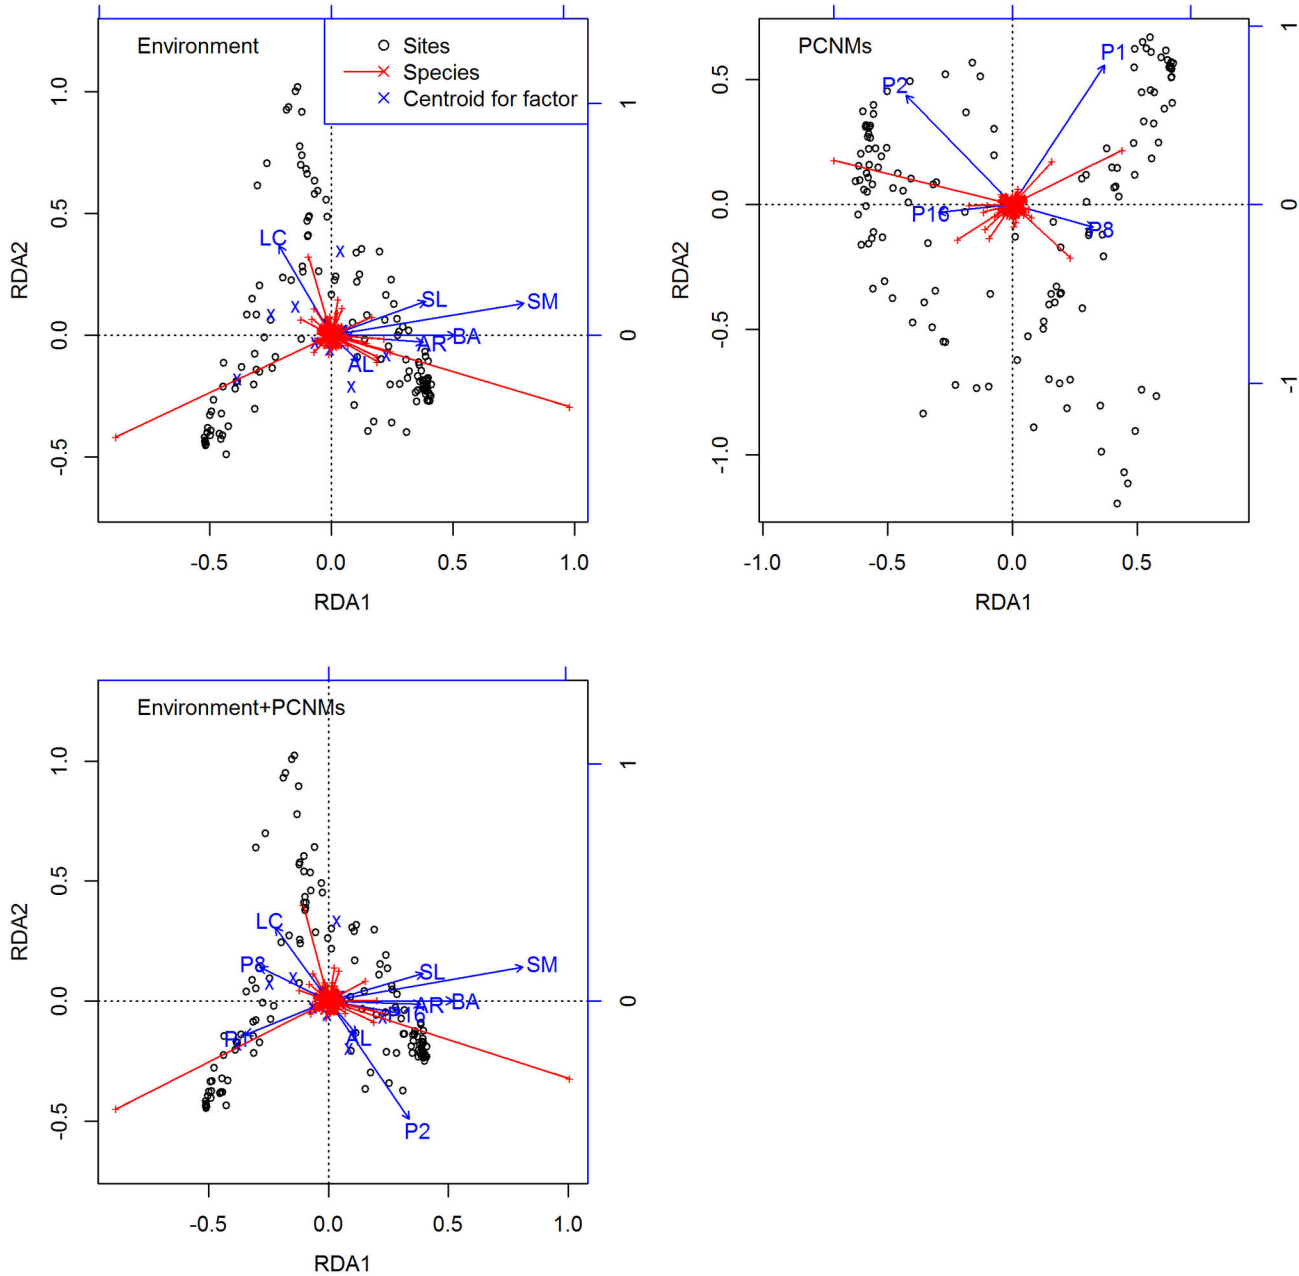 Environment
Sites
Species
Centroid for factor
1.0
0.5
0.0
-0.5
RDA2
1
0
LC
SL
SM
BA
AR
AL
-0.5
0.0
0.5
1.0
RDA1
PCNMs
P1
P2
P16
P8
0.5
0.0
-0.5
-1.0
RDA2
1
0
-1
-1.0
-0.5
0.0
0.5
RDA1
Environment+PCNMs
1.0
0.5
0.0
-0.5
RDA2
1
0
LC
P8
SL
SM
BA
AR
P16
AL
P2
-0.5
0.0
0.5
1.0
RDA1